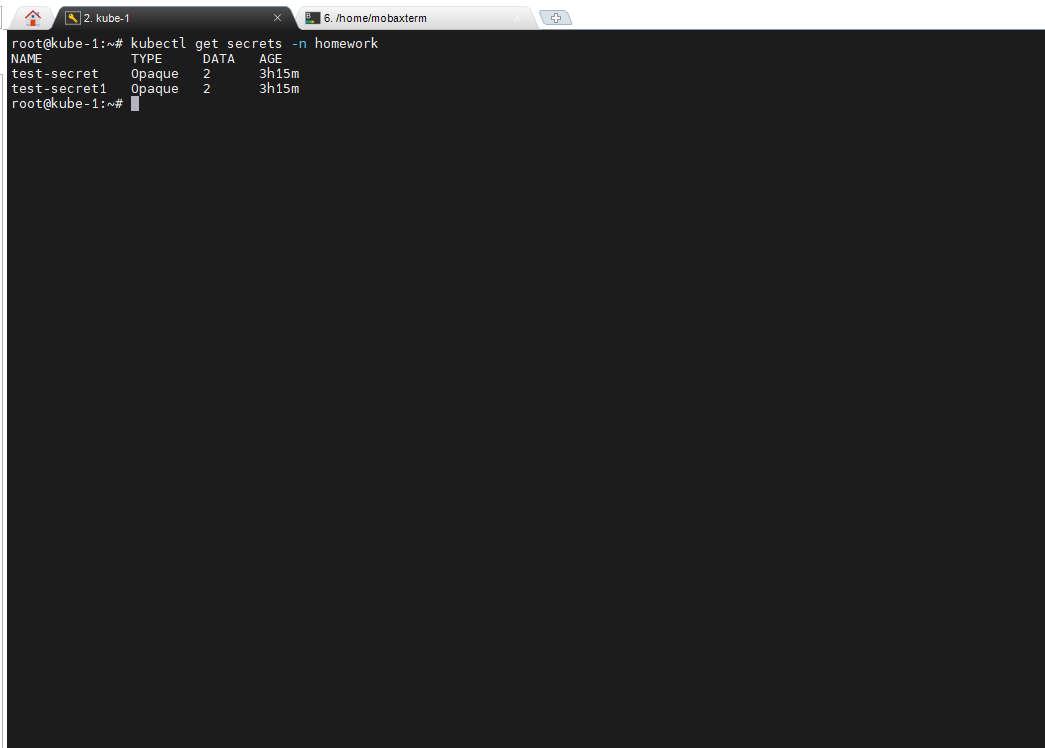 2. kube-1
6. /home/mobaxterm
root@kube-1:~# kubectl get secrets -n homework
NAME TYPE DATA AGE
test-secret Opaque 2 3h15m
test-secret1 Opaque 2 3h15m
root@kube-1:~#